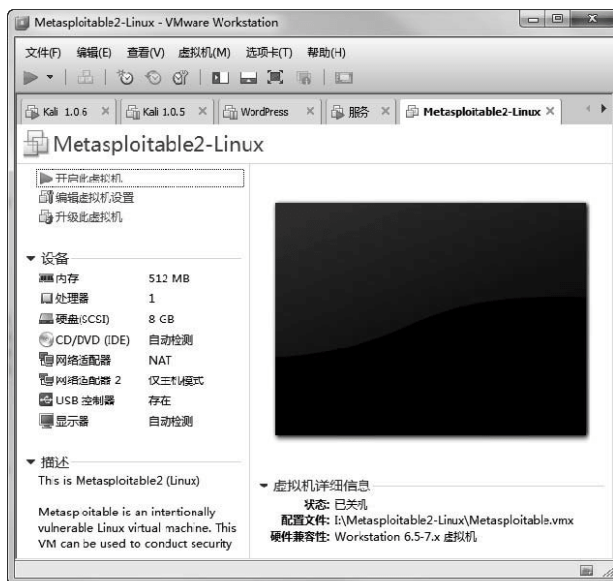 Metasploitable2-Linux - VMware Workstation
文件(F) 编辑(E) 查看(V) 虚拟机(M) 选项卡(T) 帮助(H)
Kali 1.0.6 Kali 1.0.5 WordPress 服务 Metasploitable2-Linux
Metasploitable2-Linux
开启此虚拟机
编辑虚拟机设置
升级此虚拟机
设备
内存 512 MB
处理器 1
硬盘(SCSI) 8 GB
CD/DVD (IDE) 自动检测
网络适配器 NAT
网络适配器 2 仅主机模式
USB 控制器 存在
显示器 自动检测
描述
This is Metasploitable2 (Linux)
Metasploitable is an intentionally
vulnerable Linux virtual machine. This
VM can be used to conduct security
虚拟机详细信息
状态: 已关机
配置文件: I:\Metasploitable2-Linux\Metasploitable.vmx
硬件兼容性: Workstation 6.5-7.x 虚拟机